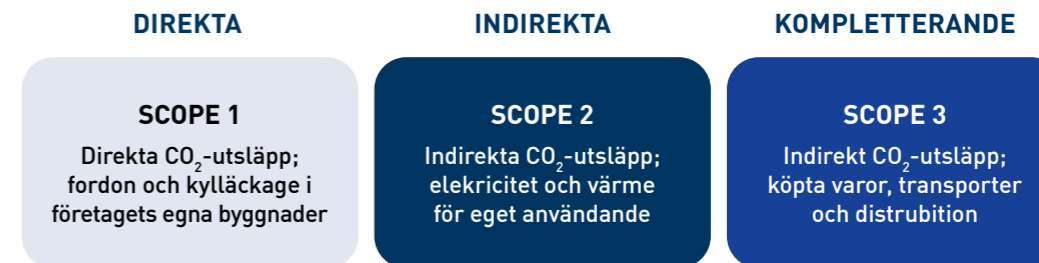 DIREKTA
INDIREKTA
KOMPLETTERANDE
SCOPE 1
Direkta CO₂-utsläpp;
fordon och kylläckage i
företagets egna byggnader
SCOPE 2
Indirekta CO₂-utsläpp;
elekricitet och värme
för eget användande
SCOPE 3
Indirekt CO₂-utsläpp;
köpta varor, transporter
och distrubition